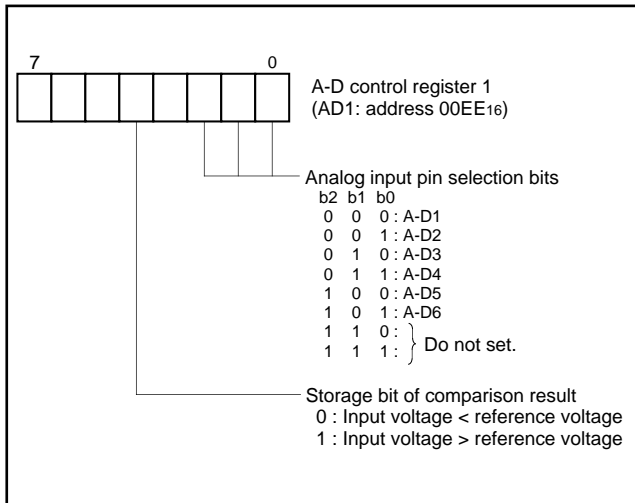 7 0
A-D control register 1
(AD1: address 00EE16)
Analog input pin selection bits
b2 b1 b0
0 0 0 : A-D1
0 0 1 : A-D2
0 1 0 : A-D3
0 1 1 : A-D4
1 0 0 : A-D5
1 0 1 : A-D6
1 1 0 :
1 1 1 :
Do not set.
Storage bit of comparison result
0 : Input voltage < reference voltage
1 : Input voltage > reference voltage